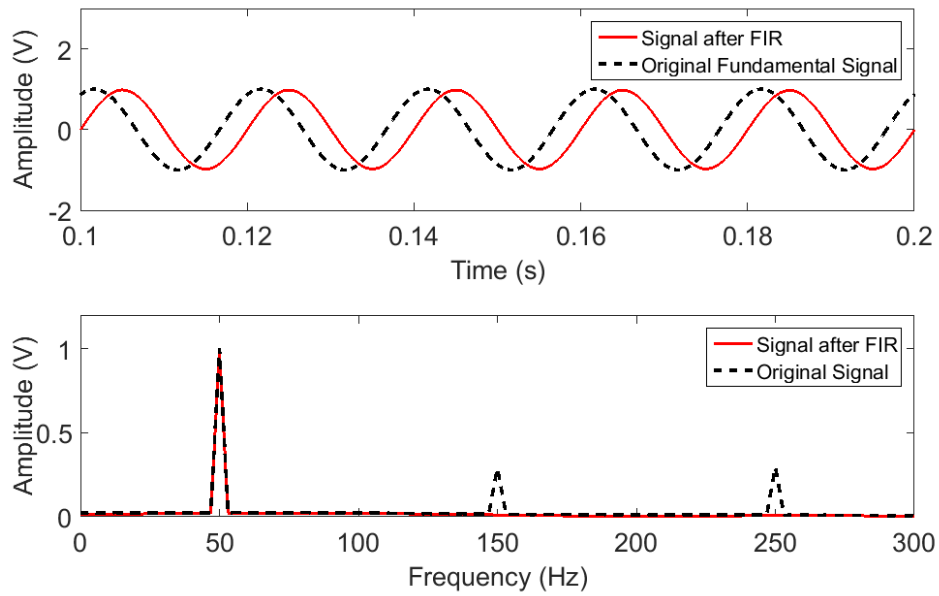 Amplitude (V)
2
0
-2
Signal after FIR
Original Fundamental Signal
0.1 0.12 0.14 0.16 0.18 0.2
Time (s)
Amplitude (V)
1
0.5
0
Signal after FIR
Original Signal
0 50 100 150 200 250 300
Frequency (Hz)